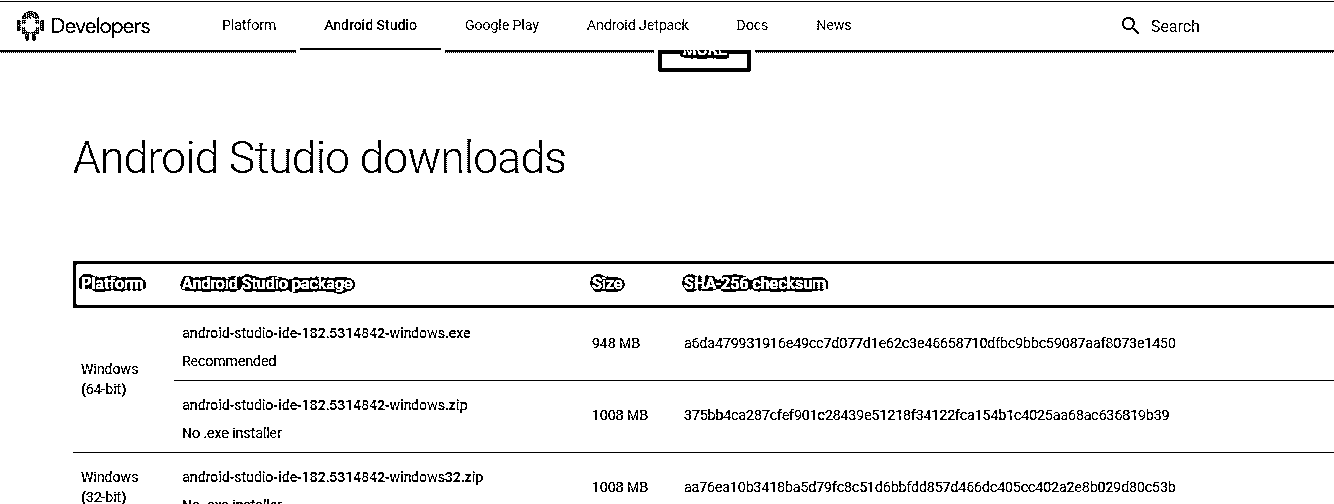 Developers Platform Android Studio Google Play Android Jetpack Docs News Search
MORE
Android Studio downloads
Platform Android Studio package Size SHA-256 checksum
Windows
(64-bit)
android-studio-ide-182.5314842-windows.exe
Recommended
948 MB
a6da479931916e49cc7d077d1e62c3e46658710dfbc9bbc59087aaf8073e1450
android-studio-ide-182.5314842-windows.zip
No .exe installer
1008 MB
375bb4ca287cfef901c28439e51218f34122fca154b1c4025aa68ac636819b39
Windows
(32-bit)
android-studio-ide-182.5314842-windows32.zip
No .exe installer
1008 MB
aa76ea10b3418ba5d79fc8c51d6bbfdd857d466dc405cc402a2e8b029d80c53b